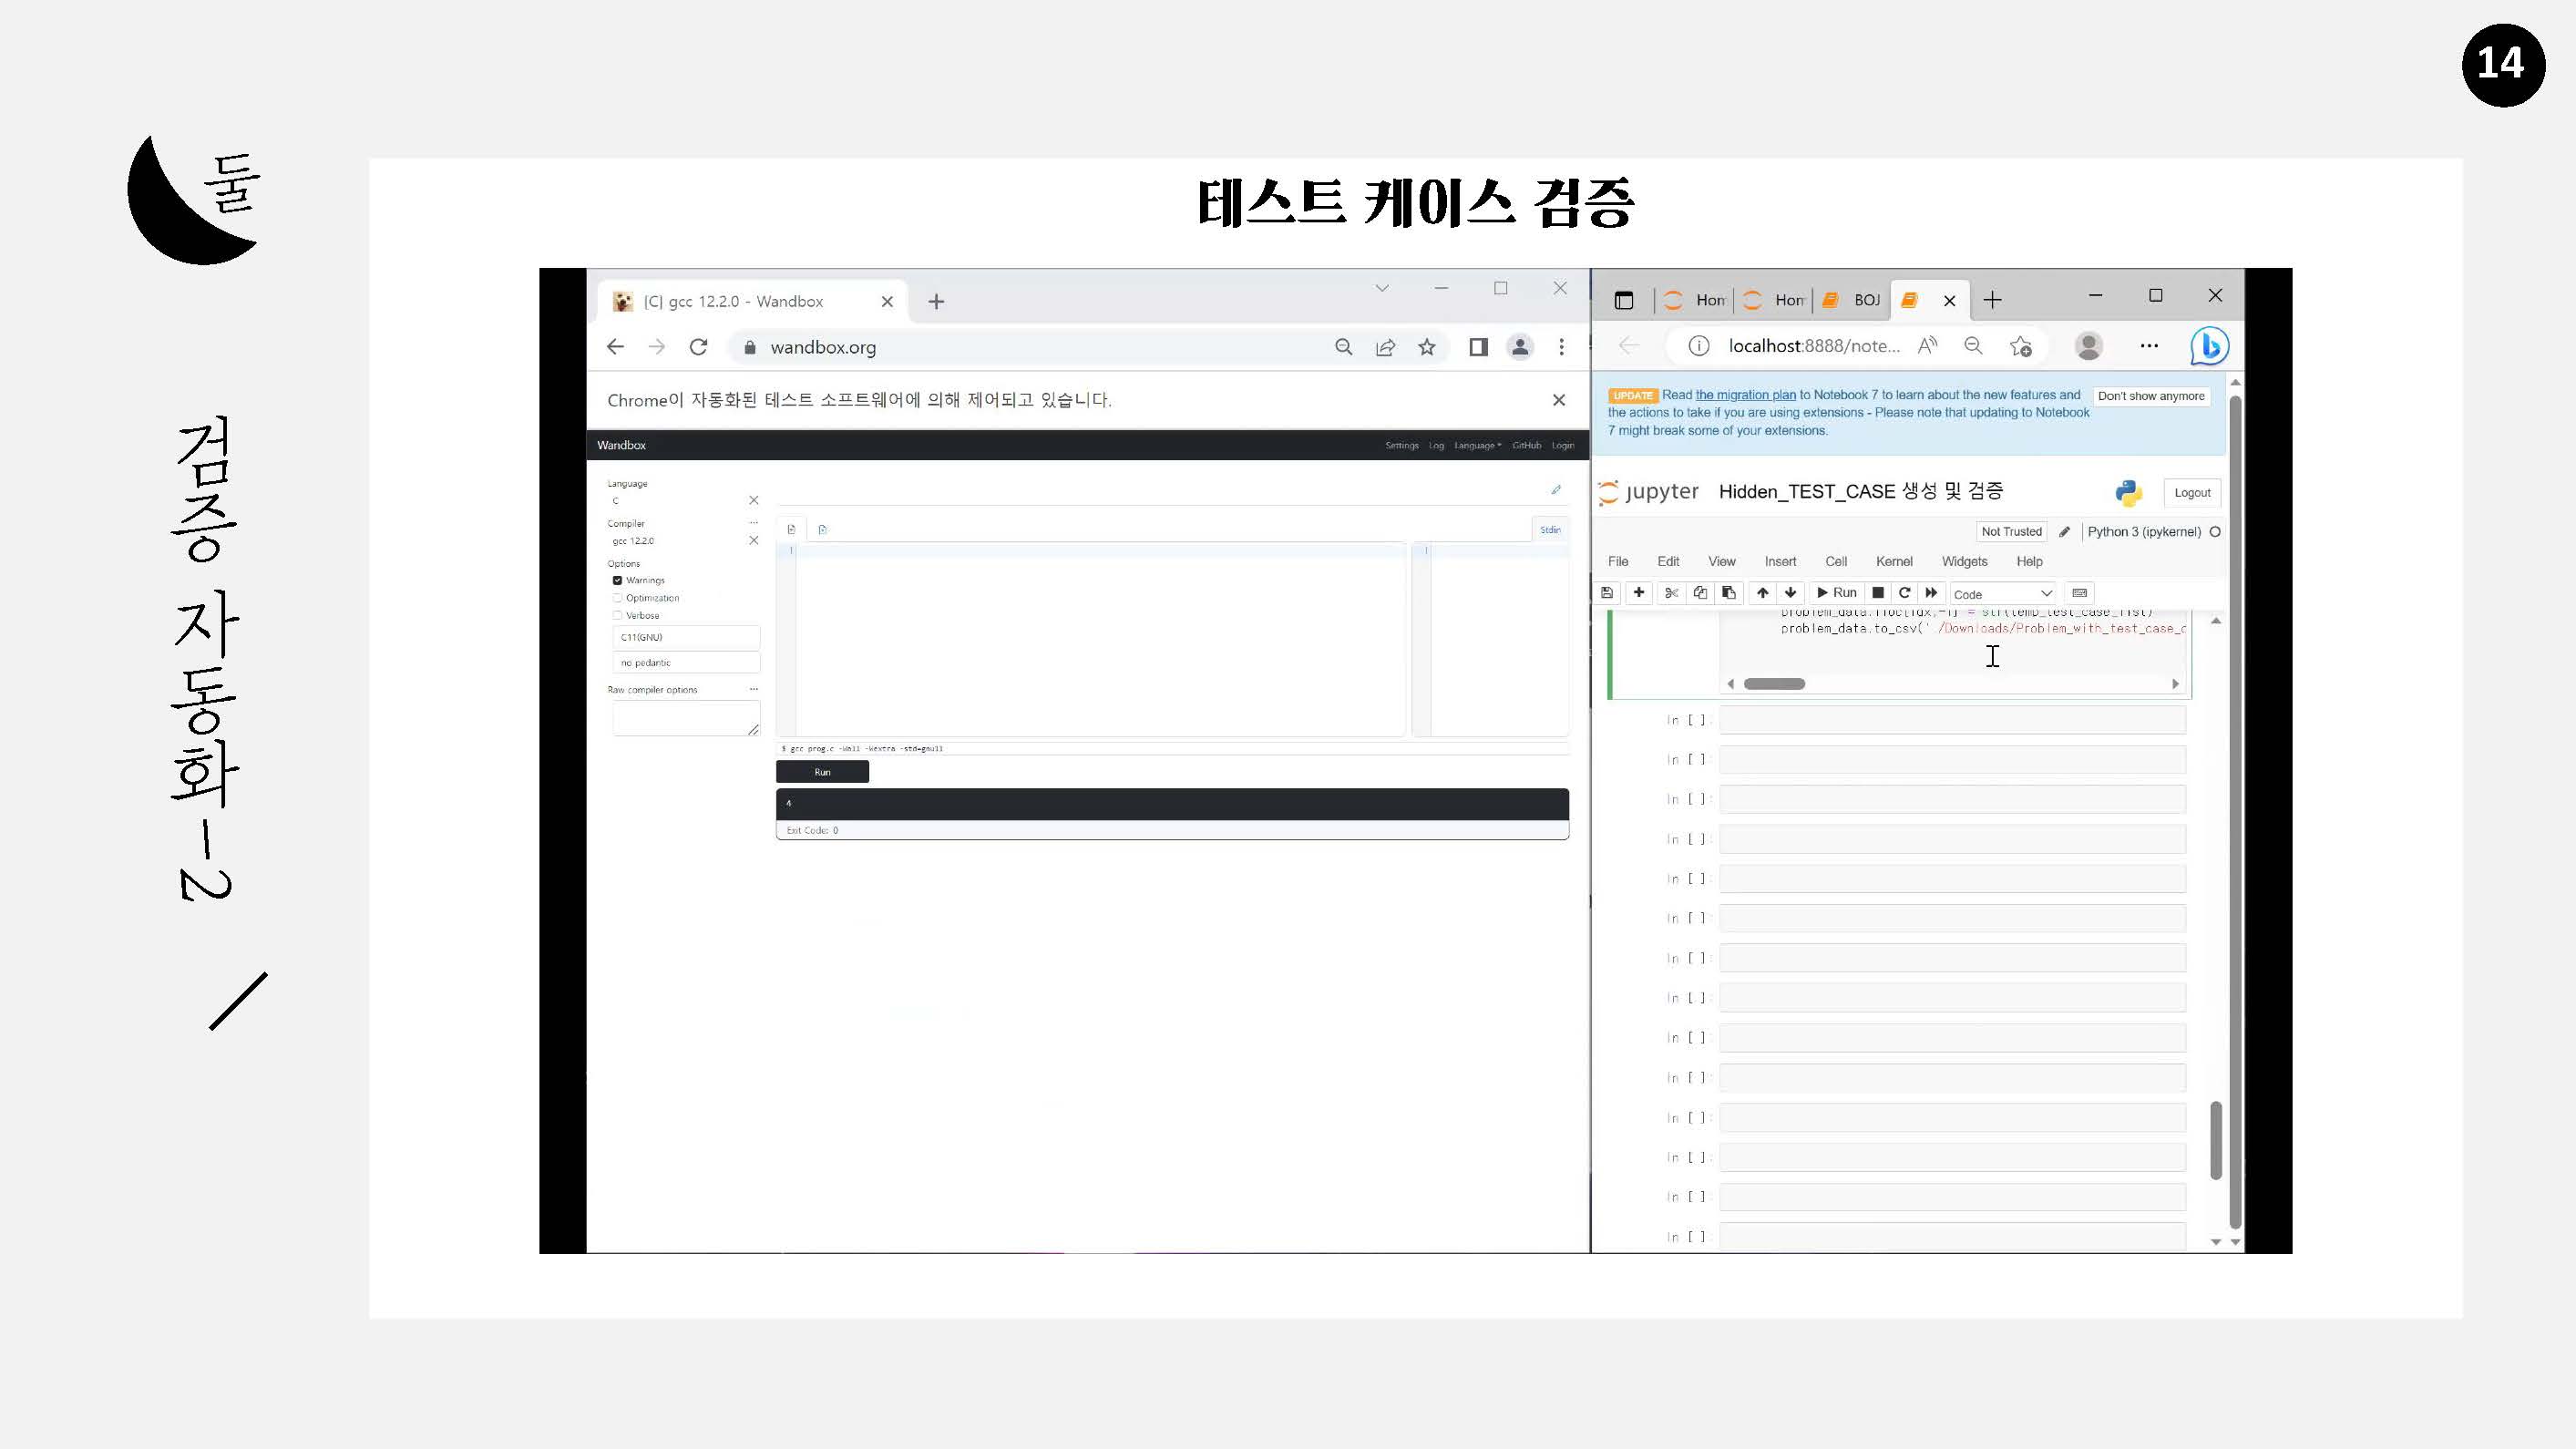 14
둘
검증 자동화-2
테스트 케이스 검증
[C] gcc 12.2.0 - Wandbox
wandbox.org
Chrome이 자동화된 테스트 소프트웨어에 의해 제어되고 있습니다.
Wandbox
Settings Log Language GitHub Login
Language
C
Compiler
gcc 12.2.0
Options
Warnings
Optimization
Verbose
C11(GNU)
no pedantic
Raw compiler options
Stdin
1
1
$ gcc prog.c -Wall -Wextra -std=gnu11
Run
4
Exit Code: 0
Hom Hom BOJ
localhost:8888/note...
UPDATE Read the migration plan to Notebook 7 to learn about the new features and
the actions to take if you are using extensions - Please note that updating to Notebook
7 might break some of your extensions.
Don't show anymore
jupyter Hidden_TEST_CASE 생성 및 검증
Logout
Not Trusted Python 3 (ipykernel)
File Edit View Insert Cell Kernel Widgets Help
Run Code
problem_data.iloc[idx,-1] = str(temp_test_case_list)
problem_data.to_csv('./Downloads/Problem_with_test_case_c
In [ ]:
In [ ]:
In [ ]:
In [ ]:
In [ ]:
In [ ]:
In [ ]:
In [ ]:
In [ ]:
In [ ]:
In [ ]:
In [ ]:
In [ ]:
In [ ]: